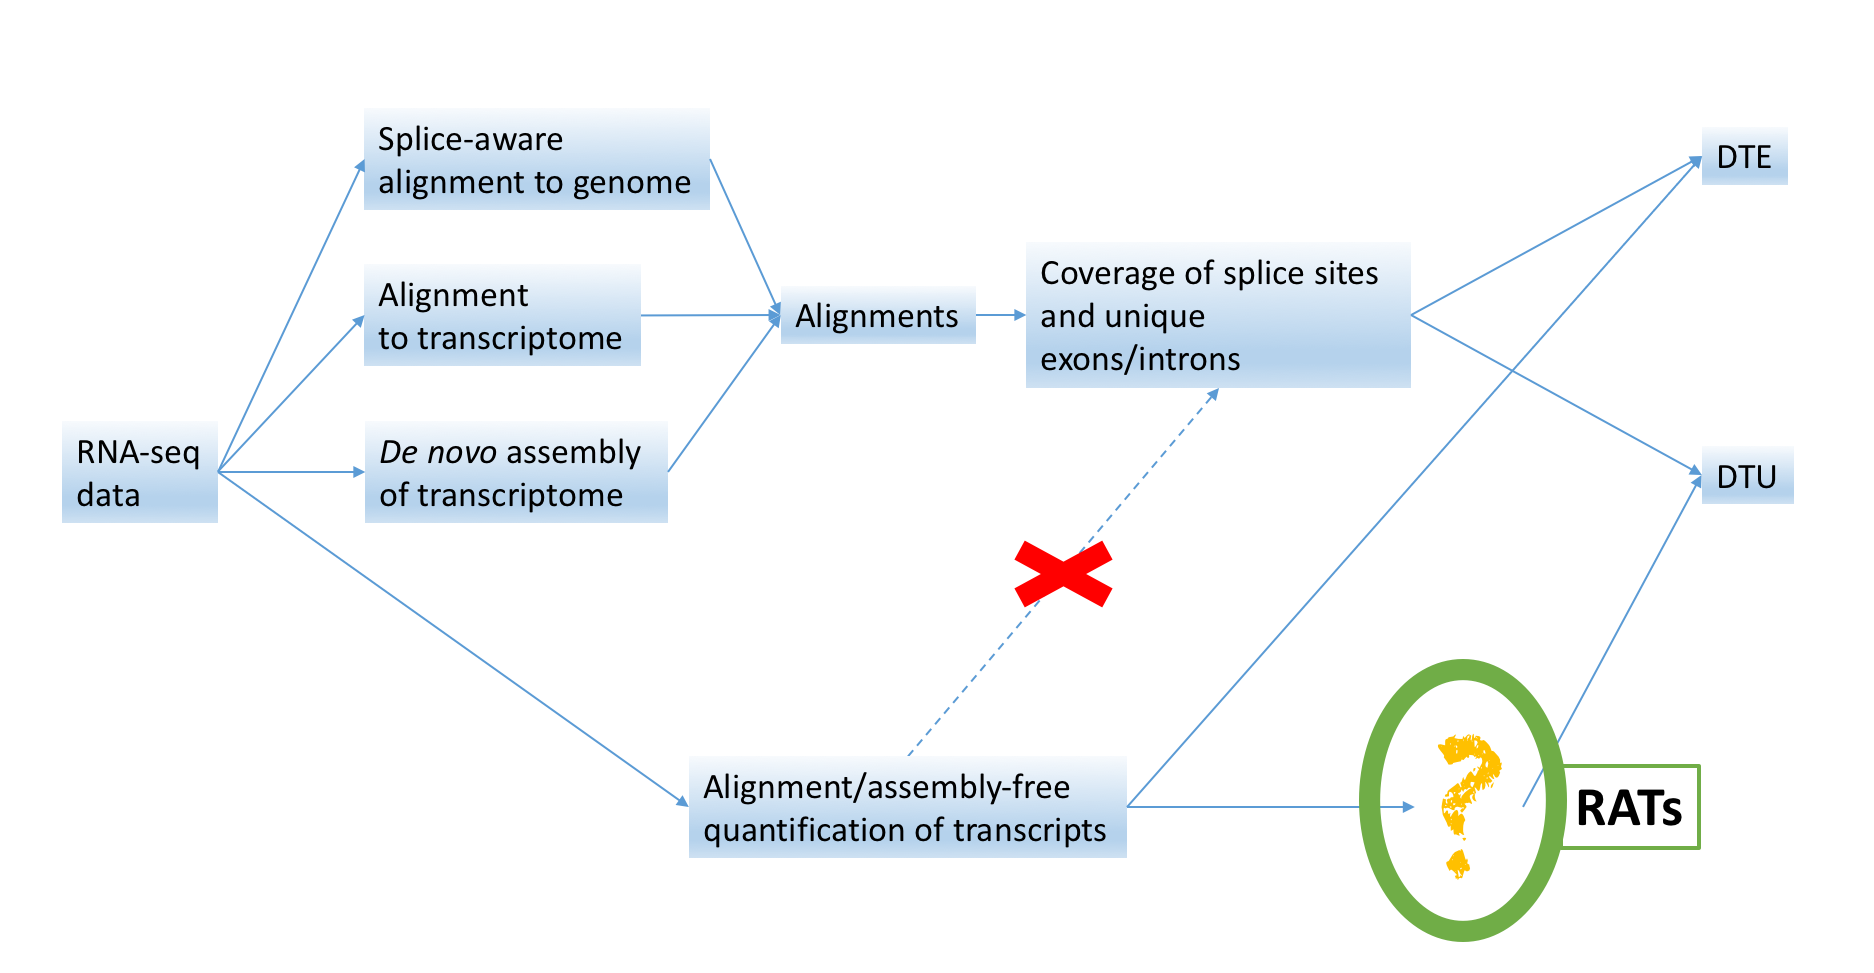 Splice-aware
alignment to genome
Alignment
to transcriptome
De novo assembly
of transcriptome
RNA-seq
data
Alignments
Coverage of splice sites
and unique
exons/introns
DTE
DTU
Alignment/assembly-free
quantification of transcripts
?
RATs